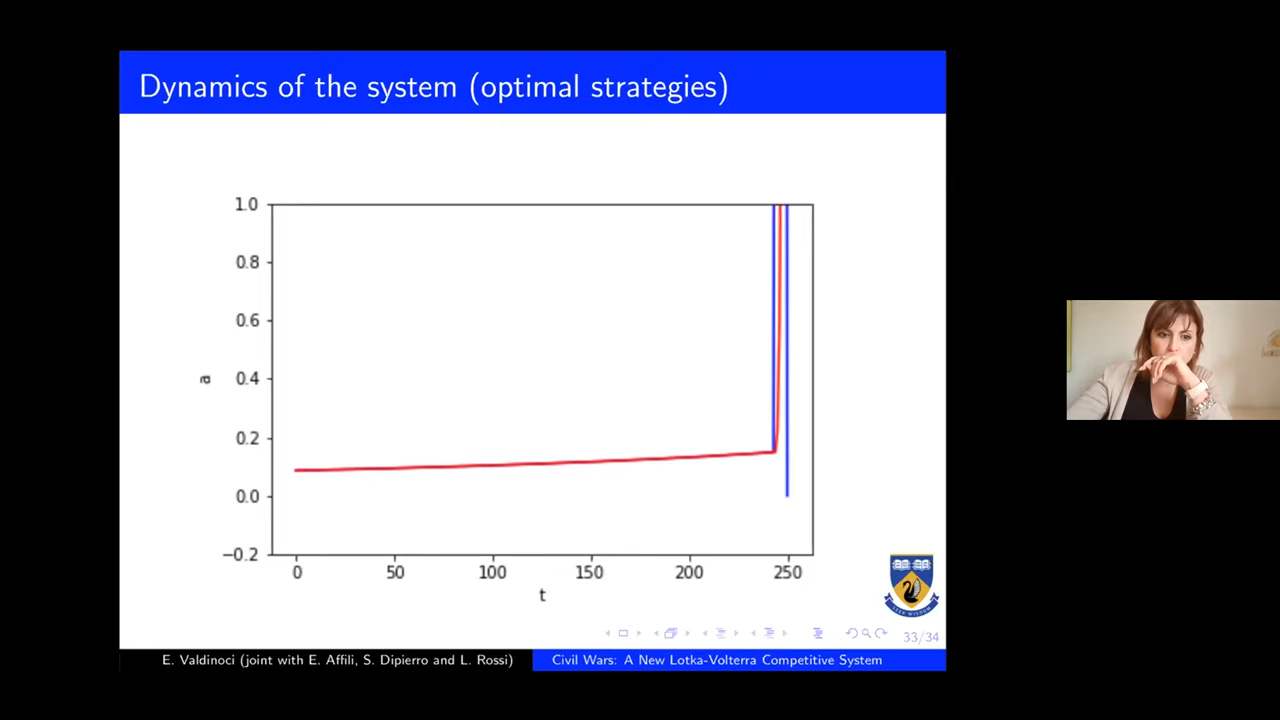 Dynamics of the system (optimal strategies)
1.0
0.8
0.6
0.4
0.2
0.0
−0.2
a
0 50 100 150 200 250
t
SEEK WISDOM
33/34
E. Valdinoci (joint with E. Affili, S. Dipierro and L. Rossi) Civil Wars: A New Lotka-Volterra Competitive System